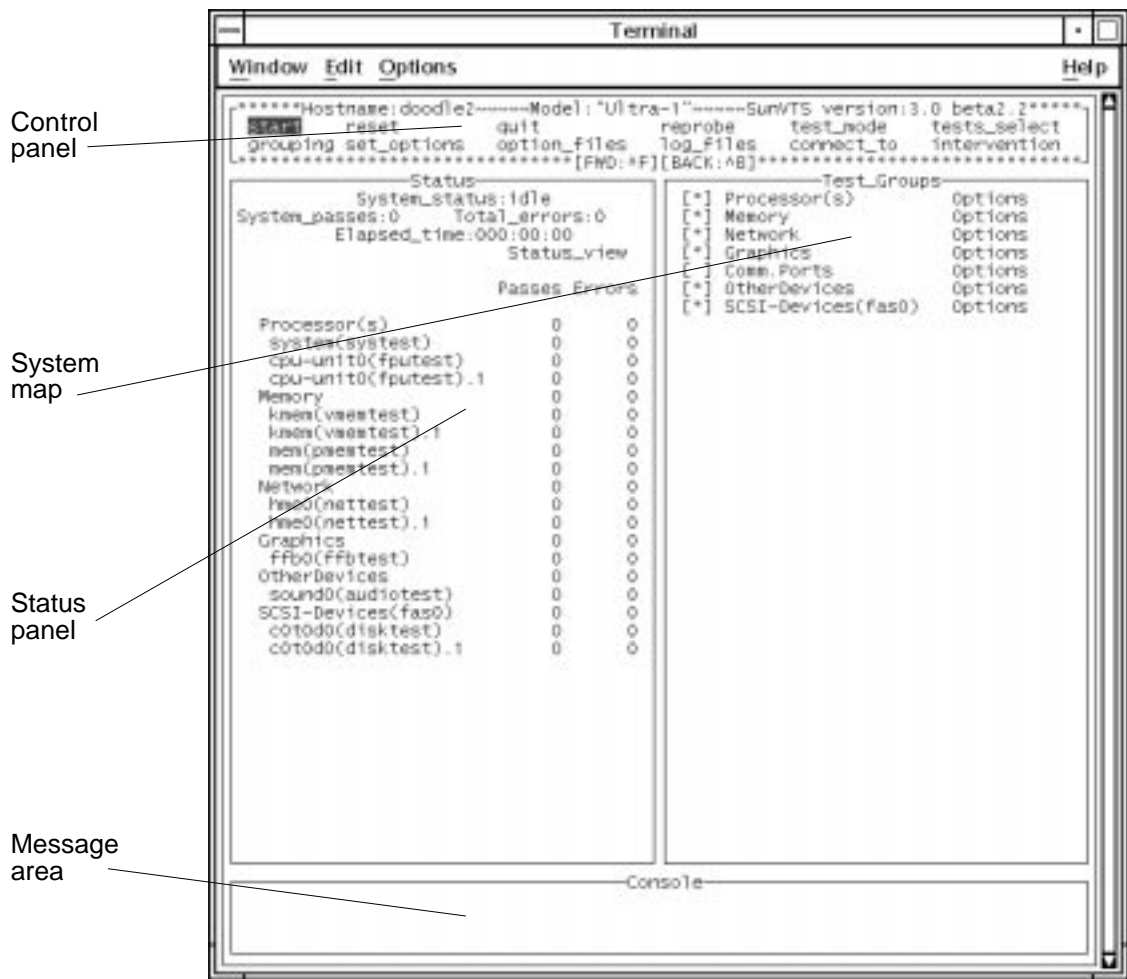 Terminal
Window Edit Options Help
******Hostname:doodle2------Model:"Ultra-1"-----SunVTS version:3.0 beta2.2*****
Start reset quit reprobe test_mode tests_select
grouping set_options option_files log_files connect_to intervention
[FWD:^F][BACK:^B]
Control
panel
Status
System_status:idle
System_passes:0 Total_errors:0
Elapsed_time:000:00:00
Status_view
Passes Errors
Processor(s) 0 0
system(systest) 0 0
cpu-unit0(fputest) 0 0
cpu-unit0(fputest).1 0 0
Memory 0 0
kmem(vmemtest) 0 0
kmem(vmemtest).1 0 0
mem(pmemtest) 0 0
mem(pmemtest).1 0 0
Network 0 0
hme0(nettest) 0 0
hme0(nettest).1 0 0
Graphics 0 0
ffb0(ffbtest) 0 0
OtherDevices 0 0
sound0(audiotest) 0 0
SCSI-Devices(fas0) 0 0
c0t0d0(disktest) 0 0
c0t0d0(disktest).1 0 0
Test_Groups
[*] Processor(s) Options
[*] Memory Options
[*] Network Options
[*] Graphics Options
[ ] Comm.Ports Options
[*] OtherDevices Options
[*] SCSI-Devices(fas0) Options
System
map
Status
panel
Message
area
Console